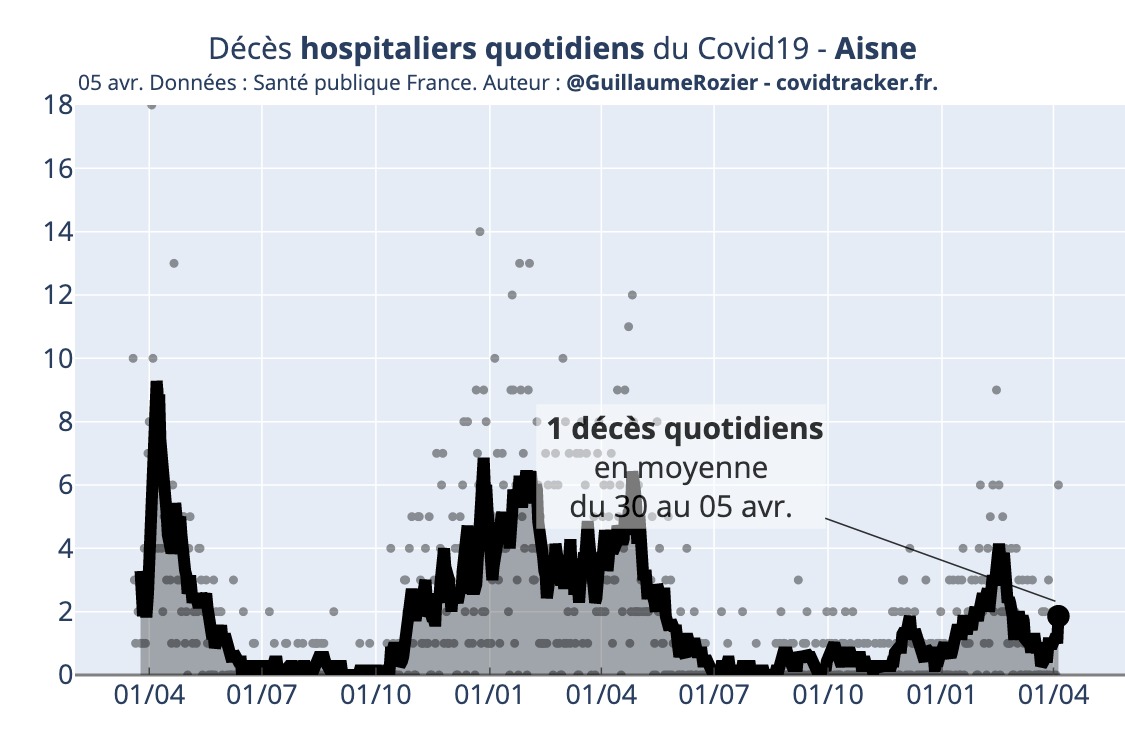 Décès hospitaliers quotidiens du Covid19 - Aisne
05 avr. Données : Santé publique France. Auteur : @GuillaumeRozier - covidtracker.fr.
18
16
14
12
10
8
6
4
2
0
1 décès quotidiens
en moyenne
du 30 au 05 avr.
01/04 01/07 01/10 01/01 01/04 01/07 01/10 01/01 01/04